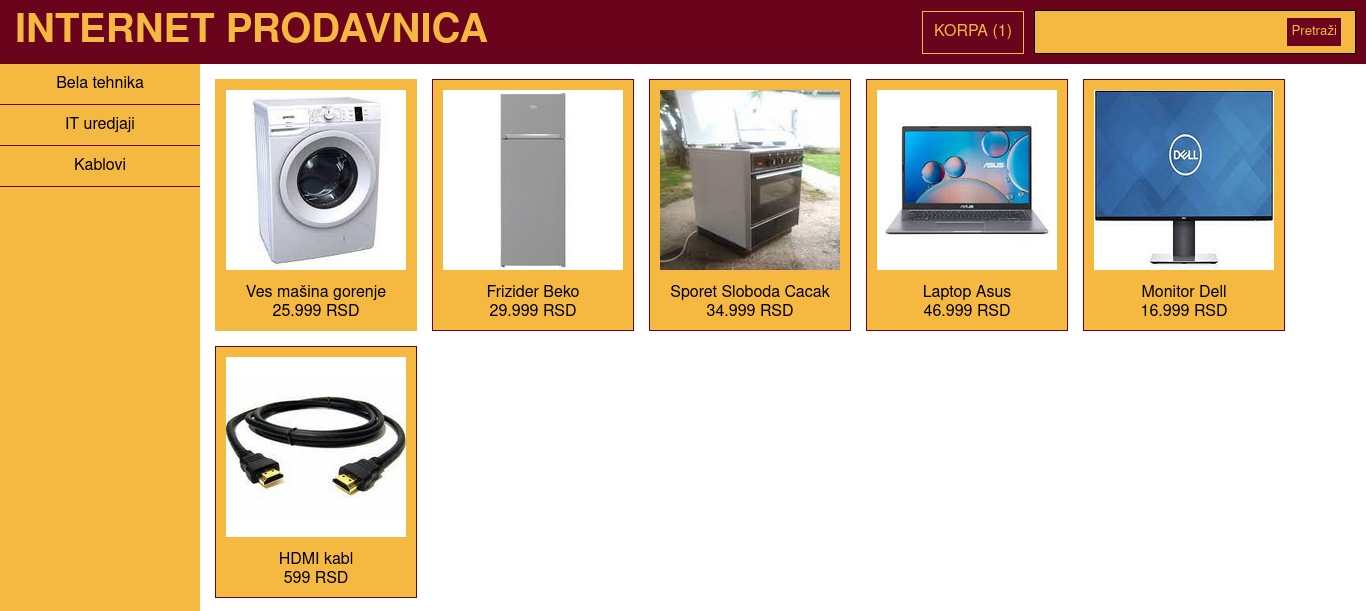 INTERNET PRODAVNICA
KORPA (1)
Pretraži
Bela tehnika
IT uredjaji
Kablovi
Ves mašina gorenje
25.999 RSD
Frizider Beko
29.999 RSD
ASUS
Sporet Sloboda Cacak
34.999 RSD
Laptop Asus
46.999 RSD
DELL
Monitor Dell
16.999 RSD
HDMI kabl
599 RSD